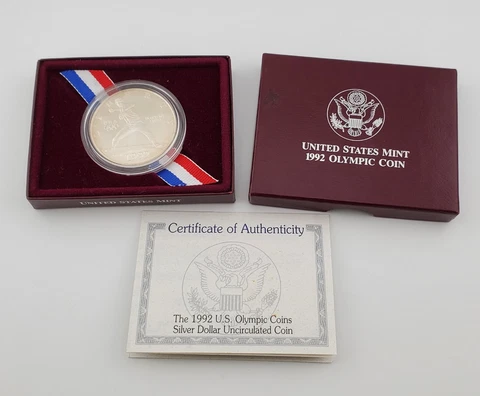 UNITED STATES MINT
1992 OLYMPIC COIN
UNITED STATES MINT
Certificate of Authenticity
The 1992 U.S. Olympic Coins
Silver Dollar Uncirculated Coin